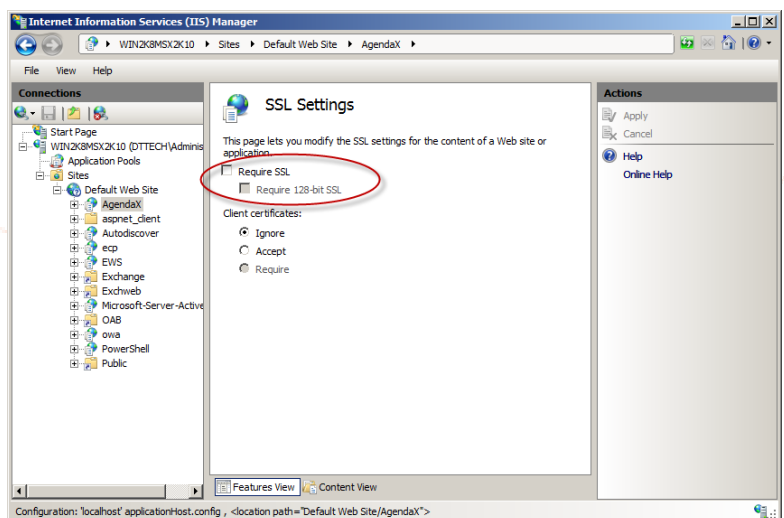 Internet Information Services (IIS) Manager
WIN2K8MSX2K10 Sites Default Web Site AgendaX
File View Help
Connections
Start Page
WIN2K8MSX2K10 (DTTECH\Adminis
Application Pools
Sites
Default Web Site
AgendaX
aspnet_client
Autodiscover
ecp
EWS
Exchange
Exchweb
Microsoft-Server-Active
OAB
owa
PowerShell
Public
SSL Settings
This page lets you modify the SSL settings for the content of a Web site or
application.
Require SSL
Require 128-bit SSL
Client certificates:
Ignore
Accept
Require
Features View Content View
Actions
Apply
Cancel
Help
Online Help
Configuration: 'localhost' applicationHost.config , <location path="Default Web Site/AgendaX">